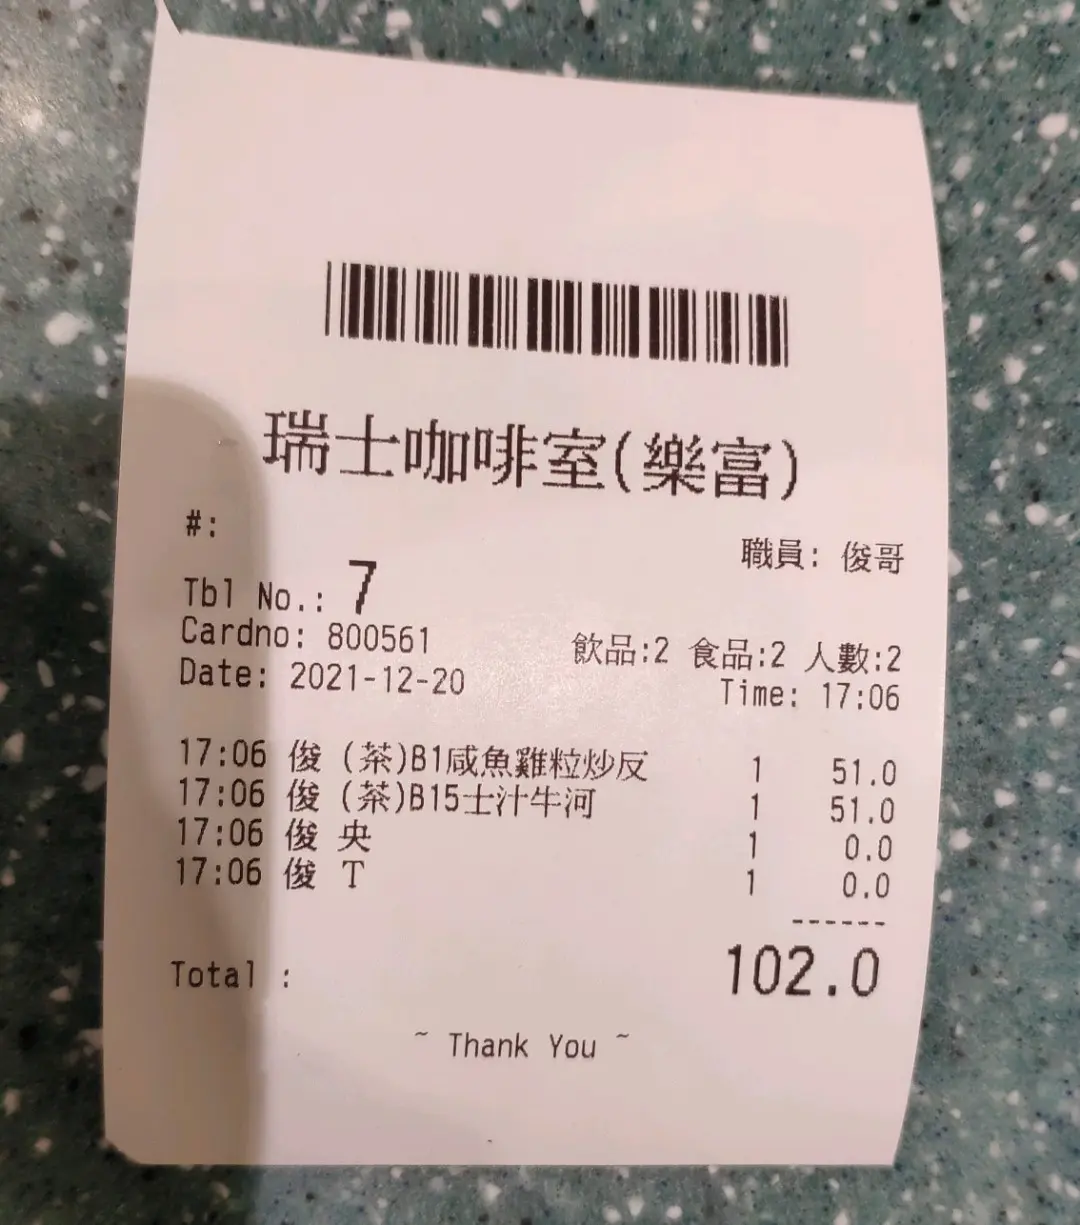 瑞士咖啡室(樂富)
#:
職員: 俊哥
Tbl No.: 7
Cardno: 800561
飲品:2 食品:2 人數:2
Date: 2021-12-20 Time: 17:06
17:06 俊 (茶)B1咸魚雞粒炒反 1 51.0
17:06 俊 (茶)B15士汁牛河 1 51.0
17:06 俊 央 1 0.0
17:06 俊 T 1 0.0
------
Total : 102.0
~ Thank You ~